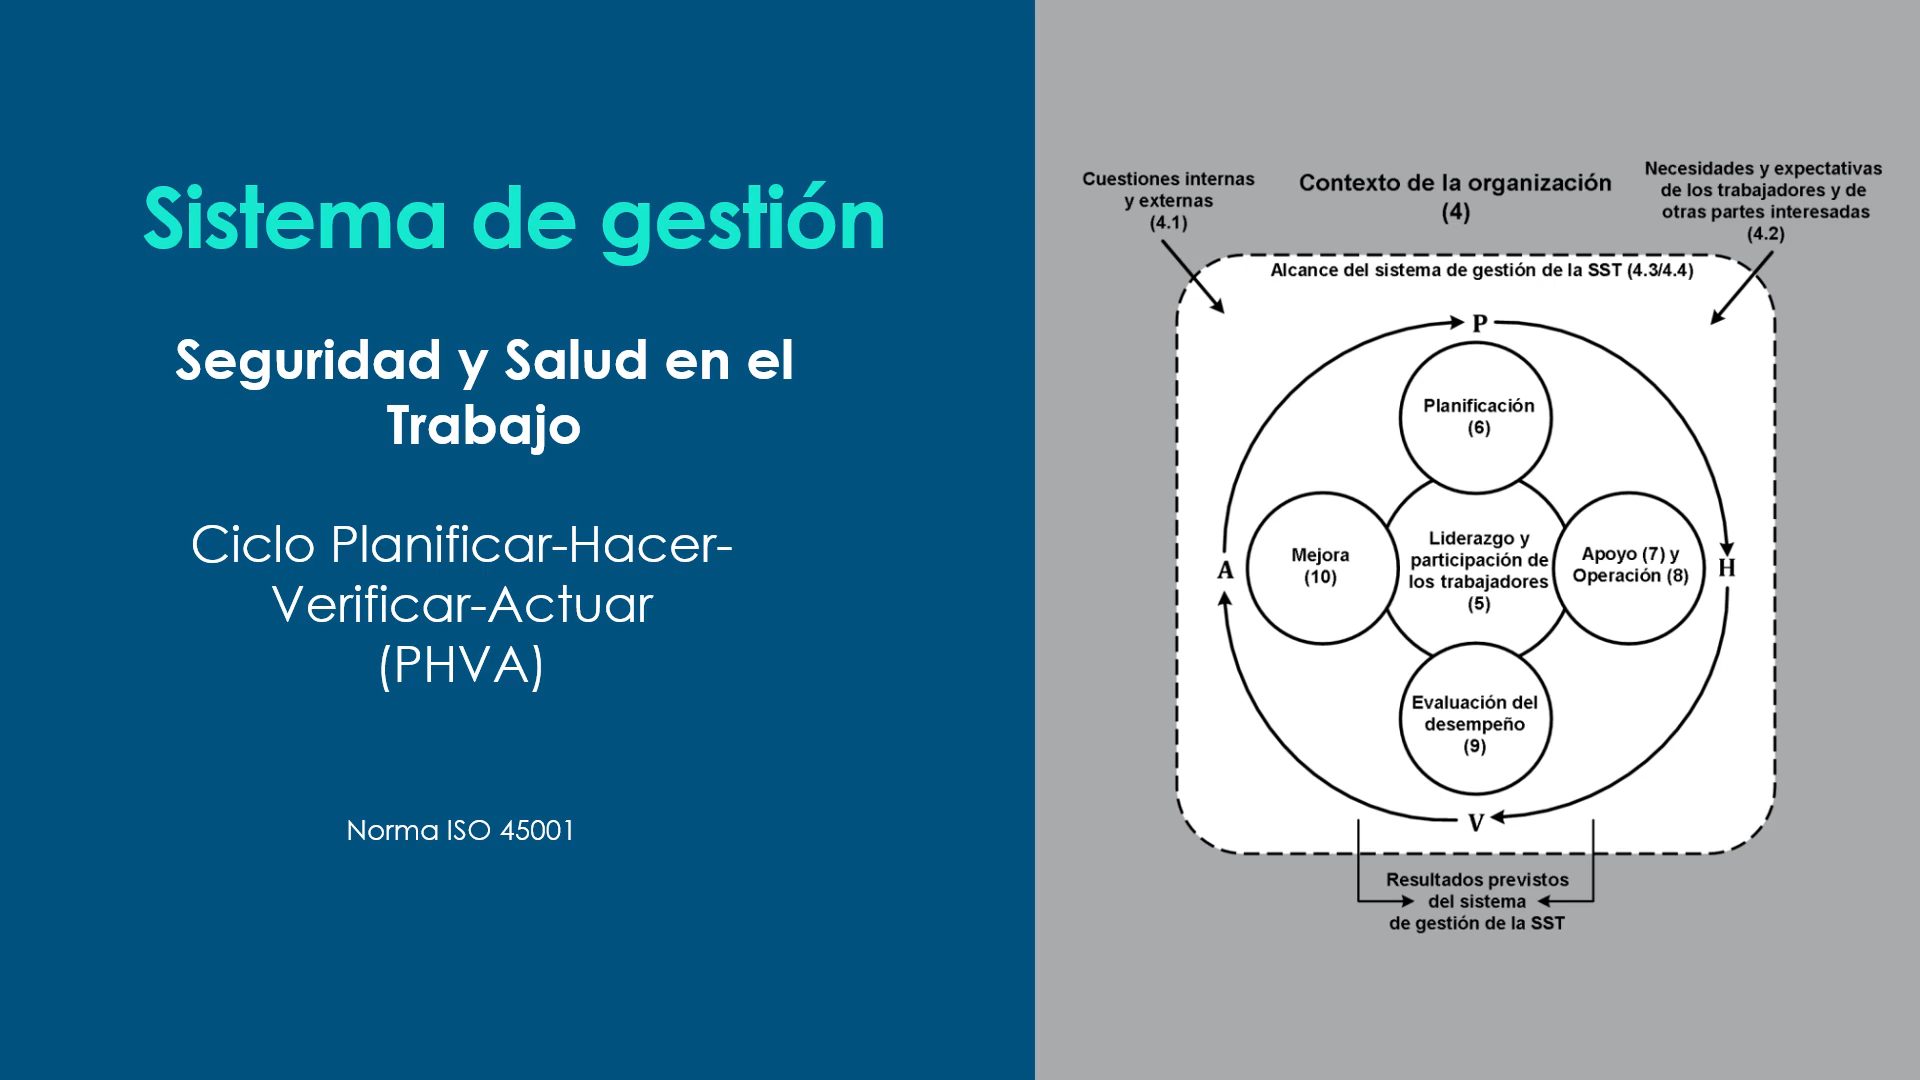 Sistema de gestión
Seguridad y Salud en el
Trabajo
Ciclo Planificar-Hacer-
Verificar-Actuar
(PHVA)
Norma ISO 45001
Cuestiones internas
y externas
(4.1)
Contexto de la organización
(4)
Necesidades y expectativas
de los trabajadores y de
otras partes interesadas
(4.2)
Alcance del sistema de gestión de la SST (4.3/4.4)
P
Planificación
(6)
A
Mejora
(10)
Liderazgo y
participación de
los trabajadores
(5)
Apoyo (7) y
Operación (8)
H
Evaluación del
desempeño
(9)
V
Resultados previstos
del sistema
de gestión de la SST